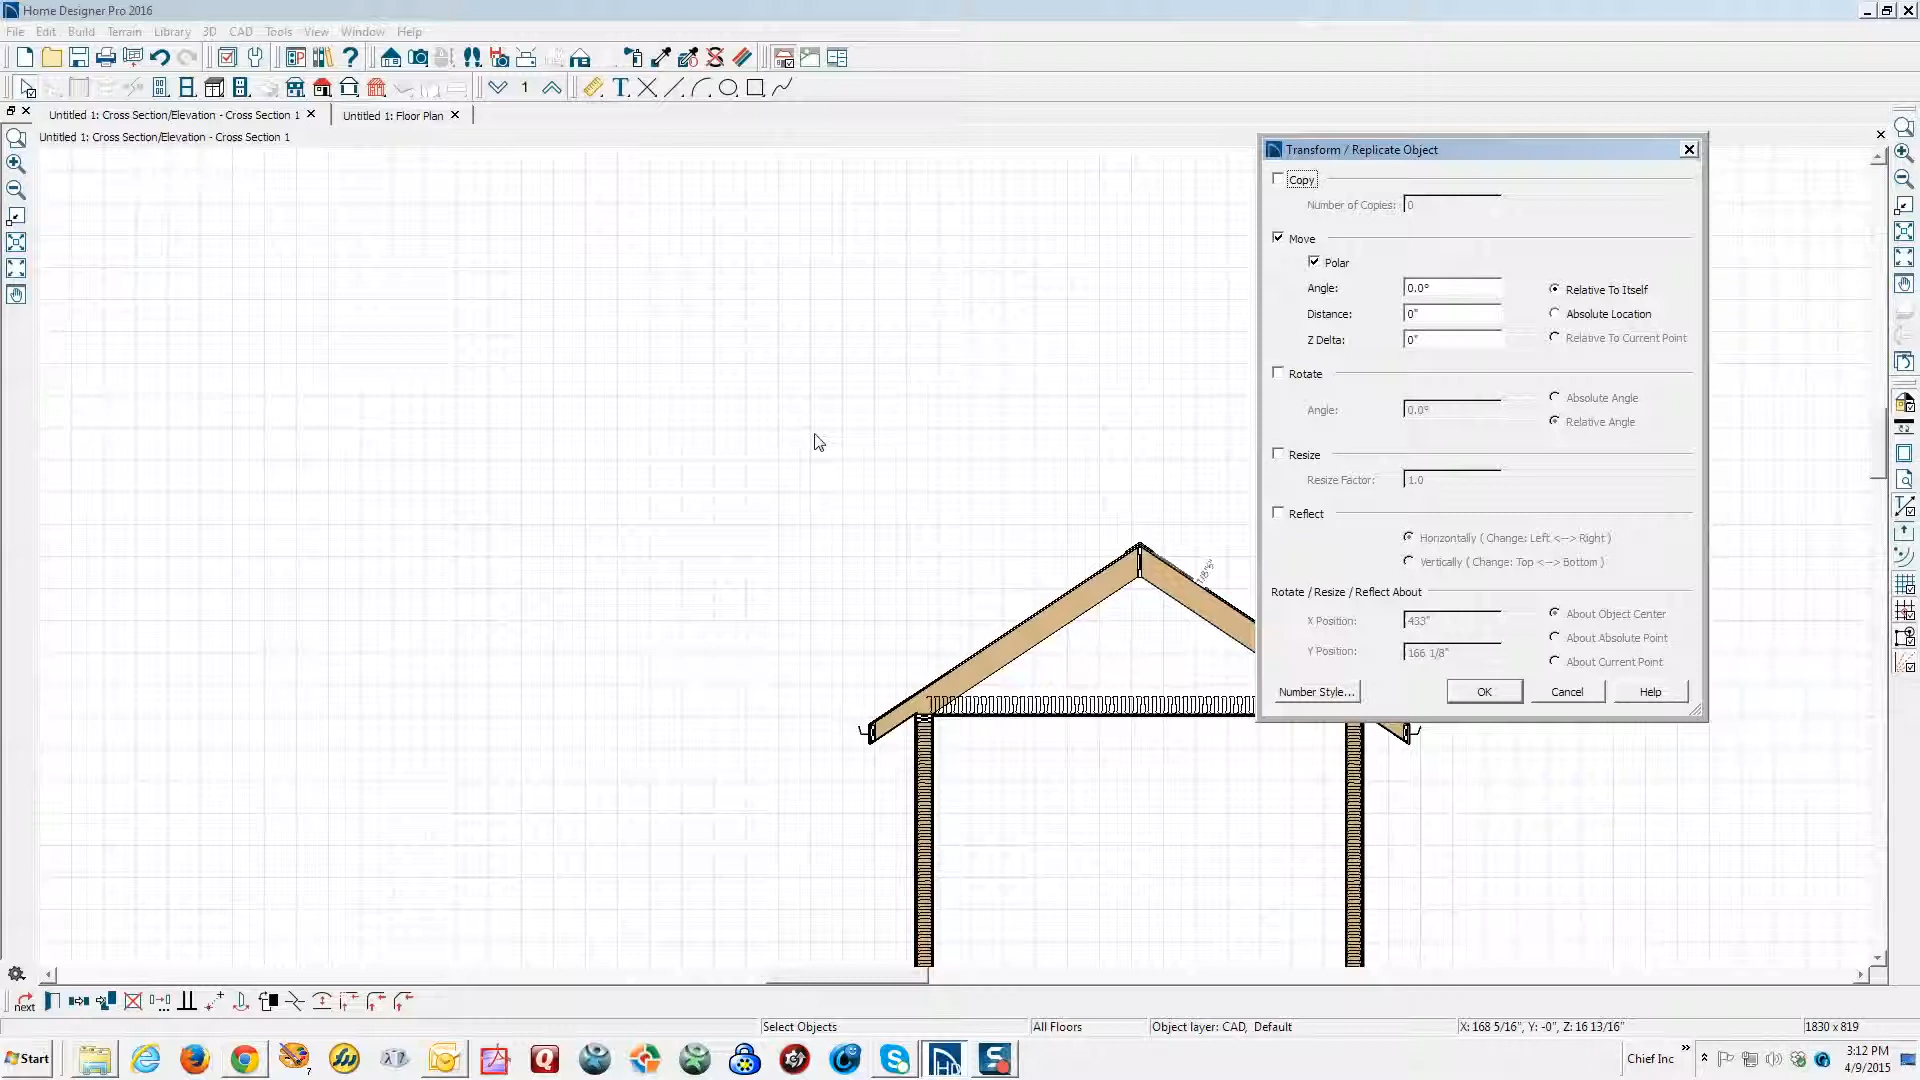 Home Designer Pro 2016
File Edit Build Terrain Library 3D CAD Tools View Window Help
1
Untitled 1: Cross Section/Elevation - Cross Section 1
Untitled 1: Floor Plan
Untitled 1: Cross Section/Elevation - Cross Section 1
Transform / Replicate Object
Copy
Number of Copies: 0
Move
Polar
Angle: 0.0° Relative To Itself
Distance: 0" Absolute Location
Z Delta: 0" Relative To Current Point
Rotate
Absolute Angle
Angle: 0.0°
Relative Angle
Resize
Resize Factor: 1.0
Reflect
Horizontally ( Change: Left <--> Right )
Vertically ( Change: Top <--> Bottom )
Rotate / Resize / Reflect About
X Position: 433" About Object Center
About Absolute Point
Y Position: 166 1/8"
About Current Point
Number Style... OK Cancel Help
next
Select Objects All Floors Object layer: CAD, Default X: 168 5/16", Y: -0", Z: 16 13/16" 1830 x 819
Start Chief Inc 3:12 PM
4/9/2015